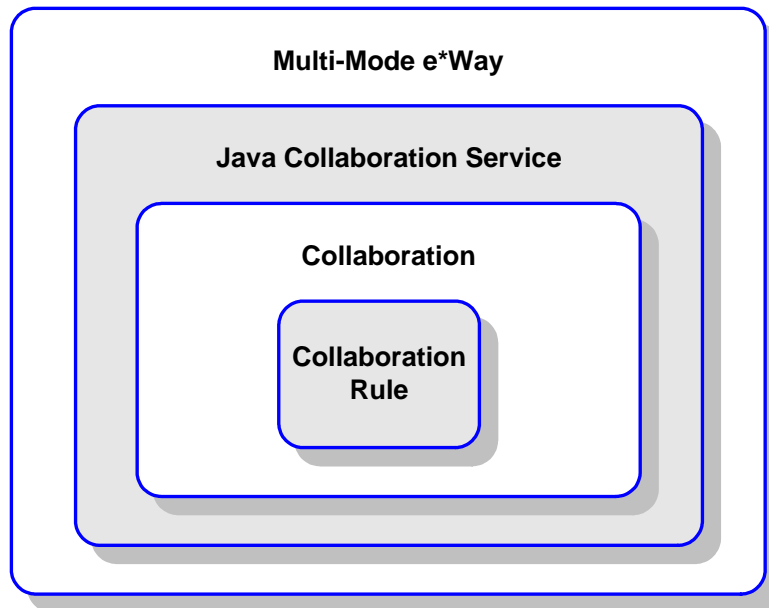 Multi-Mode e*Way
Java Collaboration Service
Collaboration
Collaboration
Rule